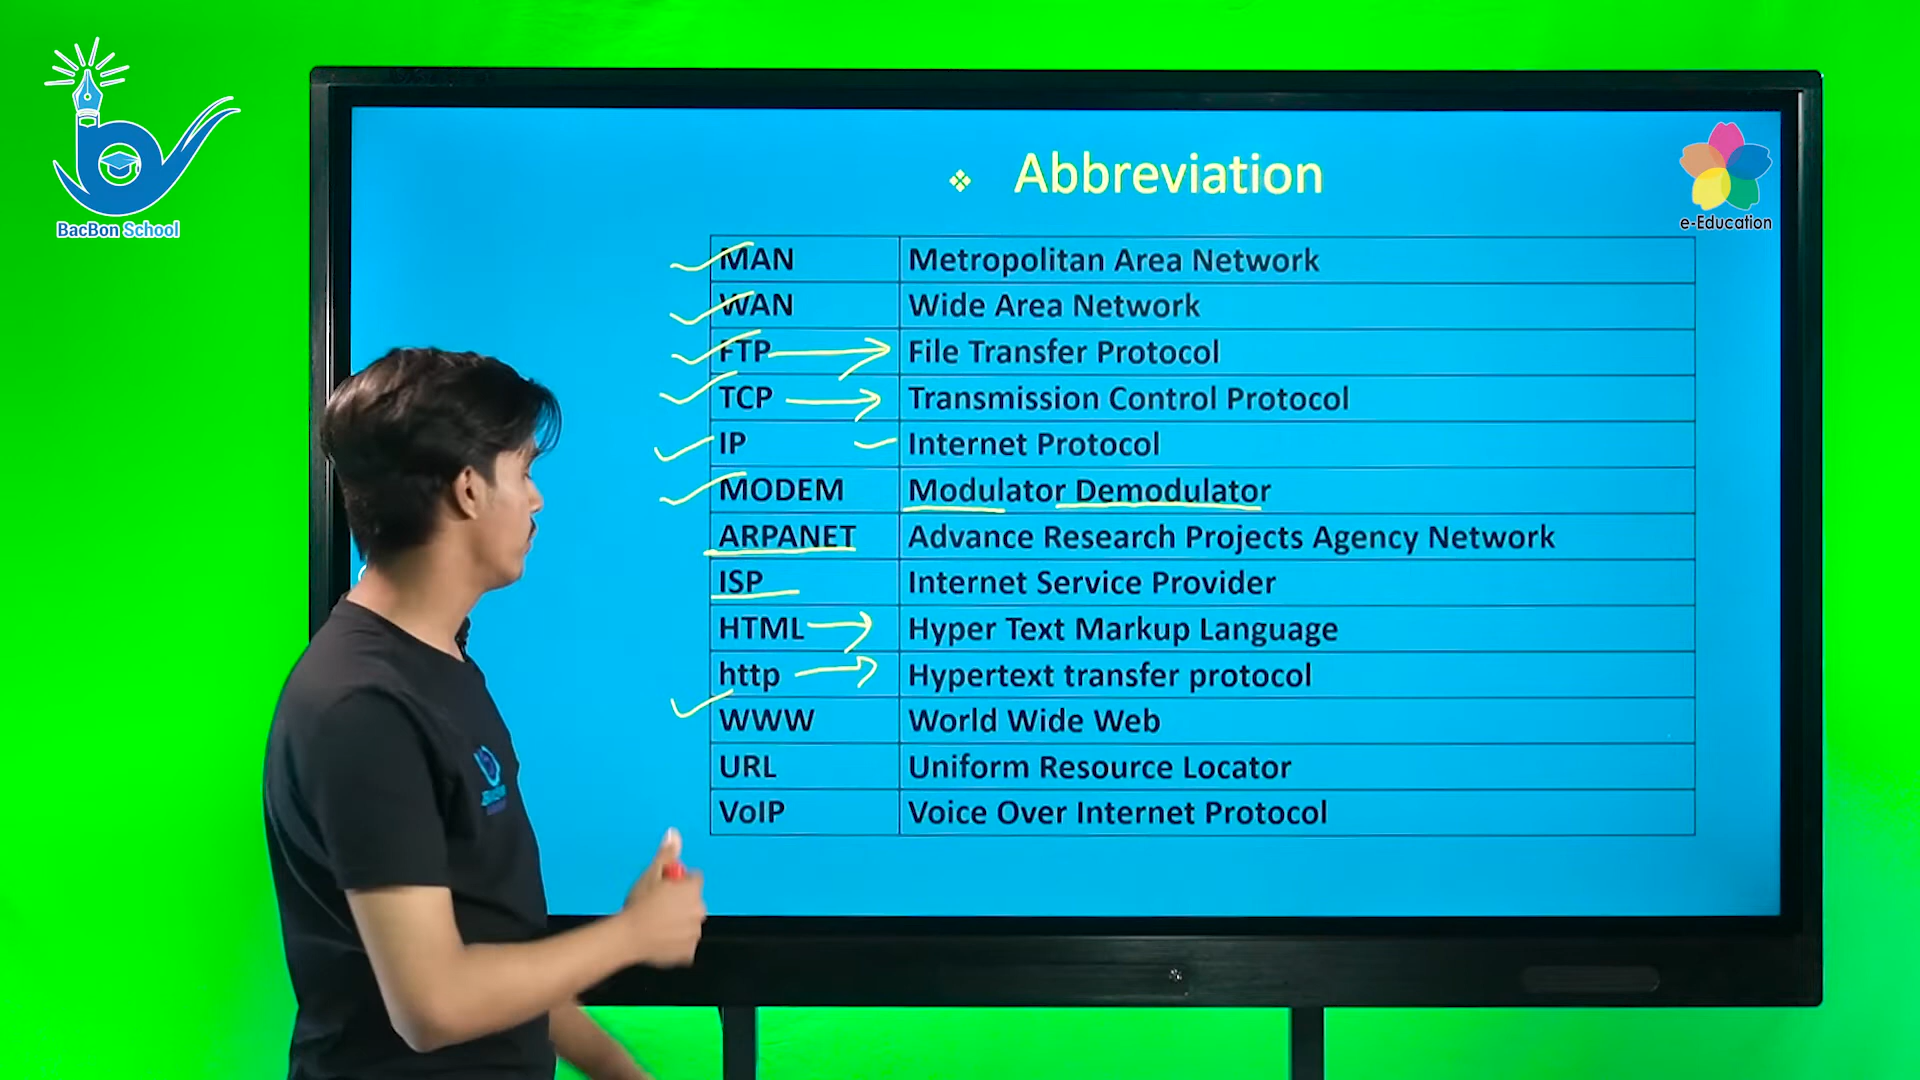 BacBon School
❖ Abbreviation
e-Education
MAN Metropolitan Area Network
WAN Wide Area Network
FTP File Transfer Protocol
TCP Transmission Control Protocol
IP Internet Protocol
MODEM Modulator Demodulator
ARPANET Advance Research Projects Agency Network
ISP Internet Service Provider
HTML Hyper Text Markup Language
http Hypertext transfer protocol
WWW World Wide Web
URL Uniform Resource Locator
VoIP Voice Over Internet Protocol